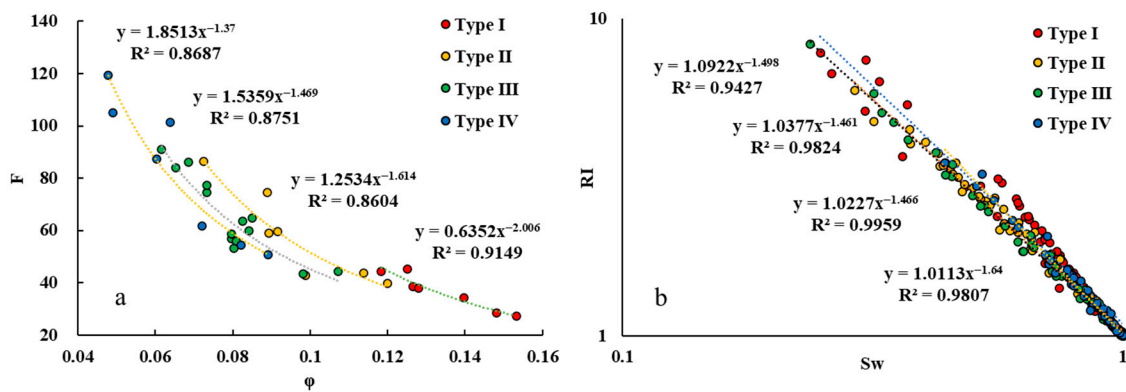 140
120
100
80
60
40
20
0
F
0.04
0.06
0.08
0.1
0.12
0.14
0.16
φ
a
y = 1.8513x^−1.37
R² = 0.8687
y = 1.5359x^−1.469
R² = 0.8751
y = 1.2534x^−1.614
R² = 0.8604
y = 0.6352x^−2.006
R² = 0.9149
Type I
Type II
Type III
Type IV
10
1
RI
0.1
1
Sw
b
y = 1.0922x^−1.498
R² = 0.9427
y = 1.0377x^−1.461
R² = 0.9824
y = 1.0227x^−1.466
R² = 0.9959
y = 1.0113x^−1.64
R² = 0.9807
Type I
Type II
Type III
Type IV